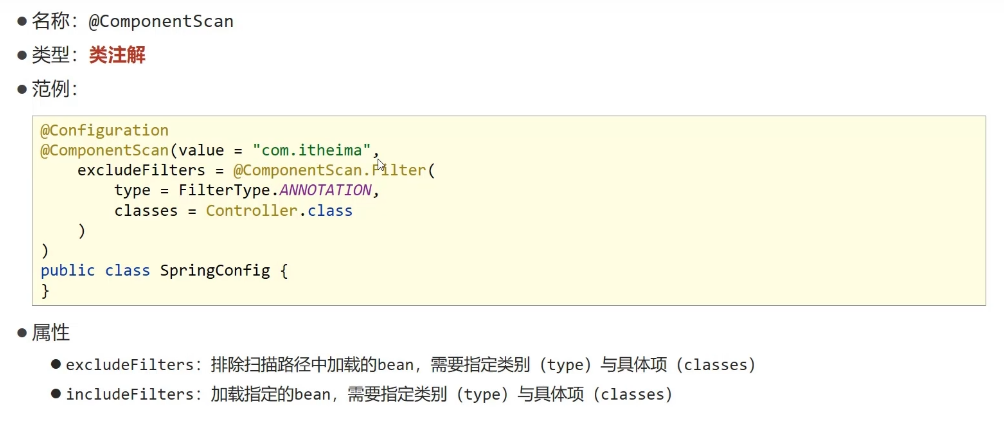 ● 名称：@ComponentScan
● 类型：类注解
● 范例：
@Configuration
@ComponentScan(value = "com.itheima",
    excludeFilters = @ComponentScan.Filter(
        type = FilterType.ANNOTATION,
        classes = Controller.class
    )
)
public class SpringConfig {
}
● 属性
● excludeFilters：排除扫描路径中加载的bean，需要指定类别（type）与具体项（classes）
● includeFilters：加载指定的bean，需要指定类别（type）与具体项（classes）